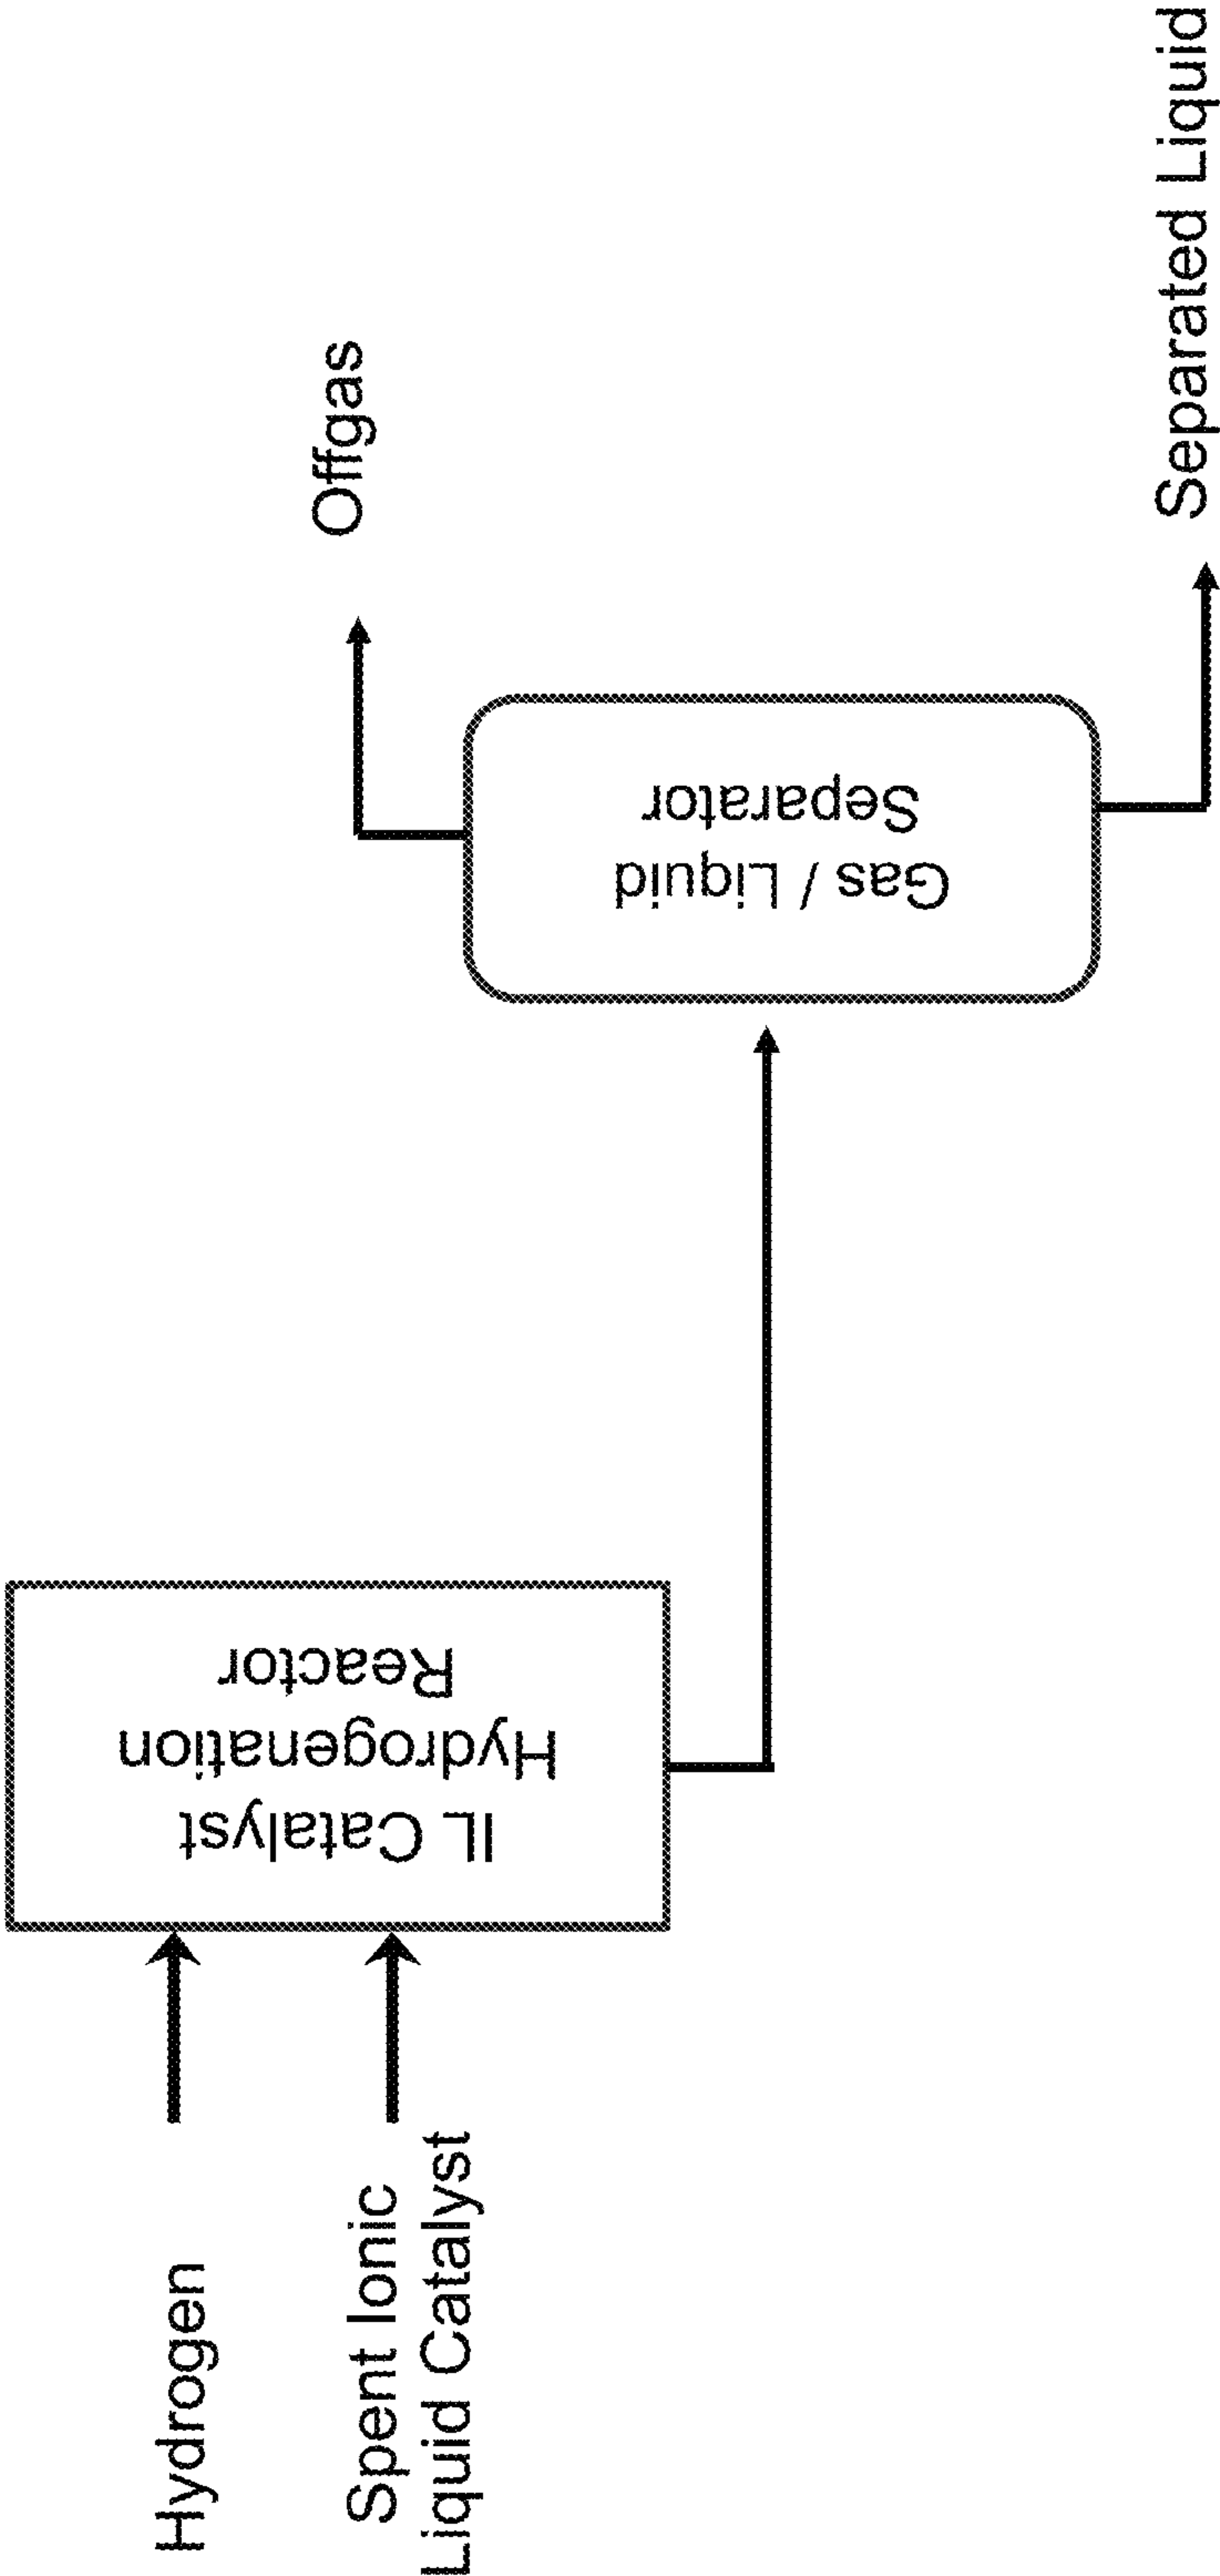 Hydrogen
Spent Ionic
Liquid Catalyst
IL Catalyst
Hydrogenation
Reactor
Gas / Liquid
Separator
Offgas
Separated Liquid